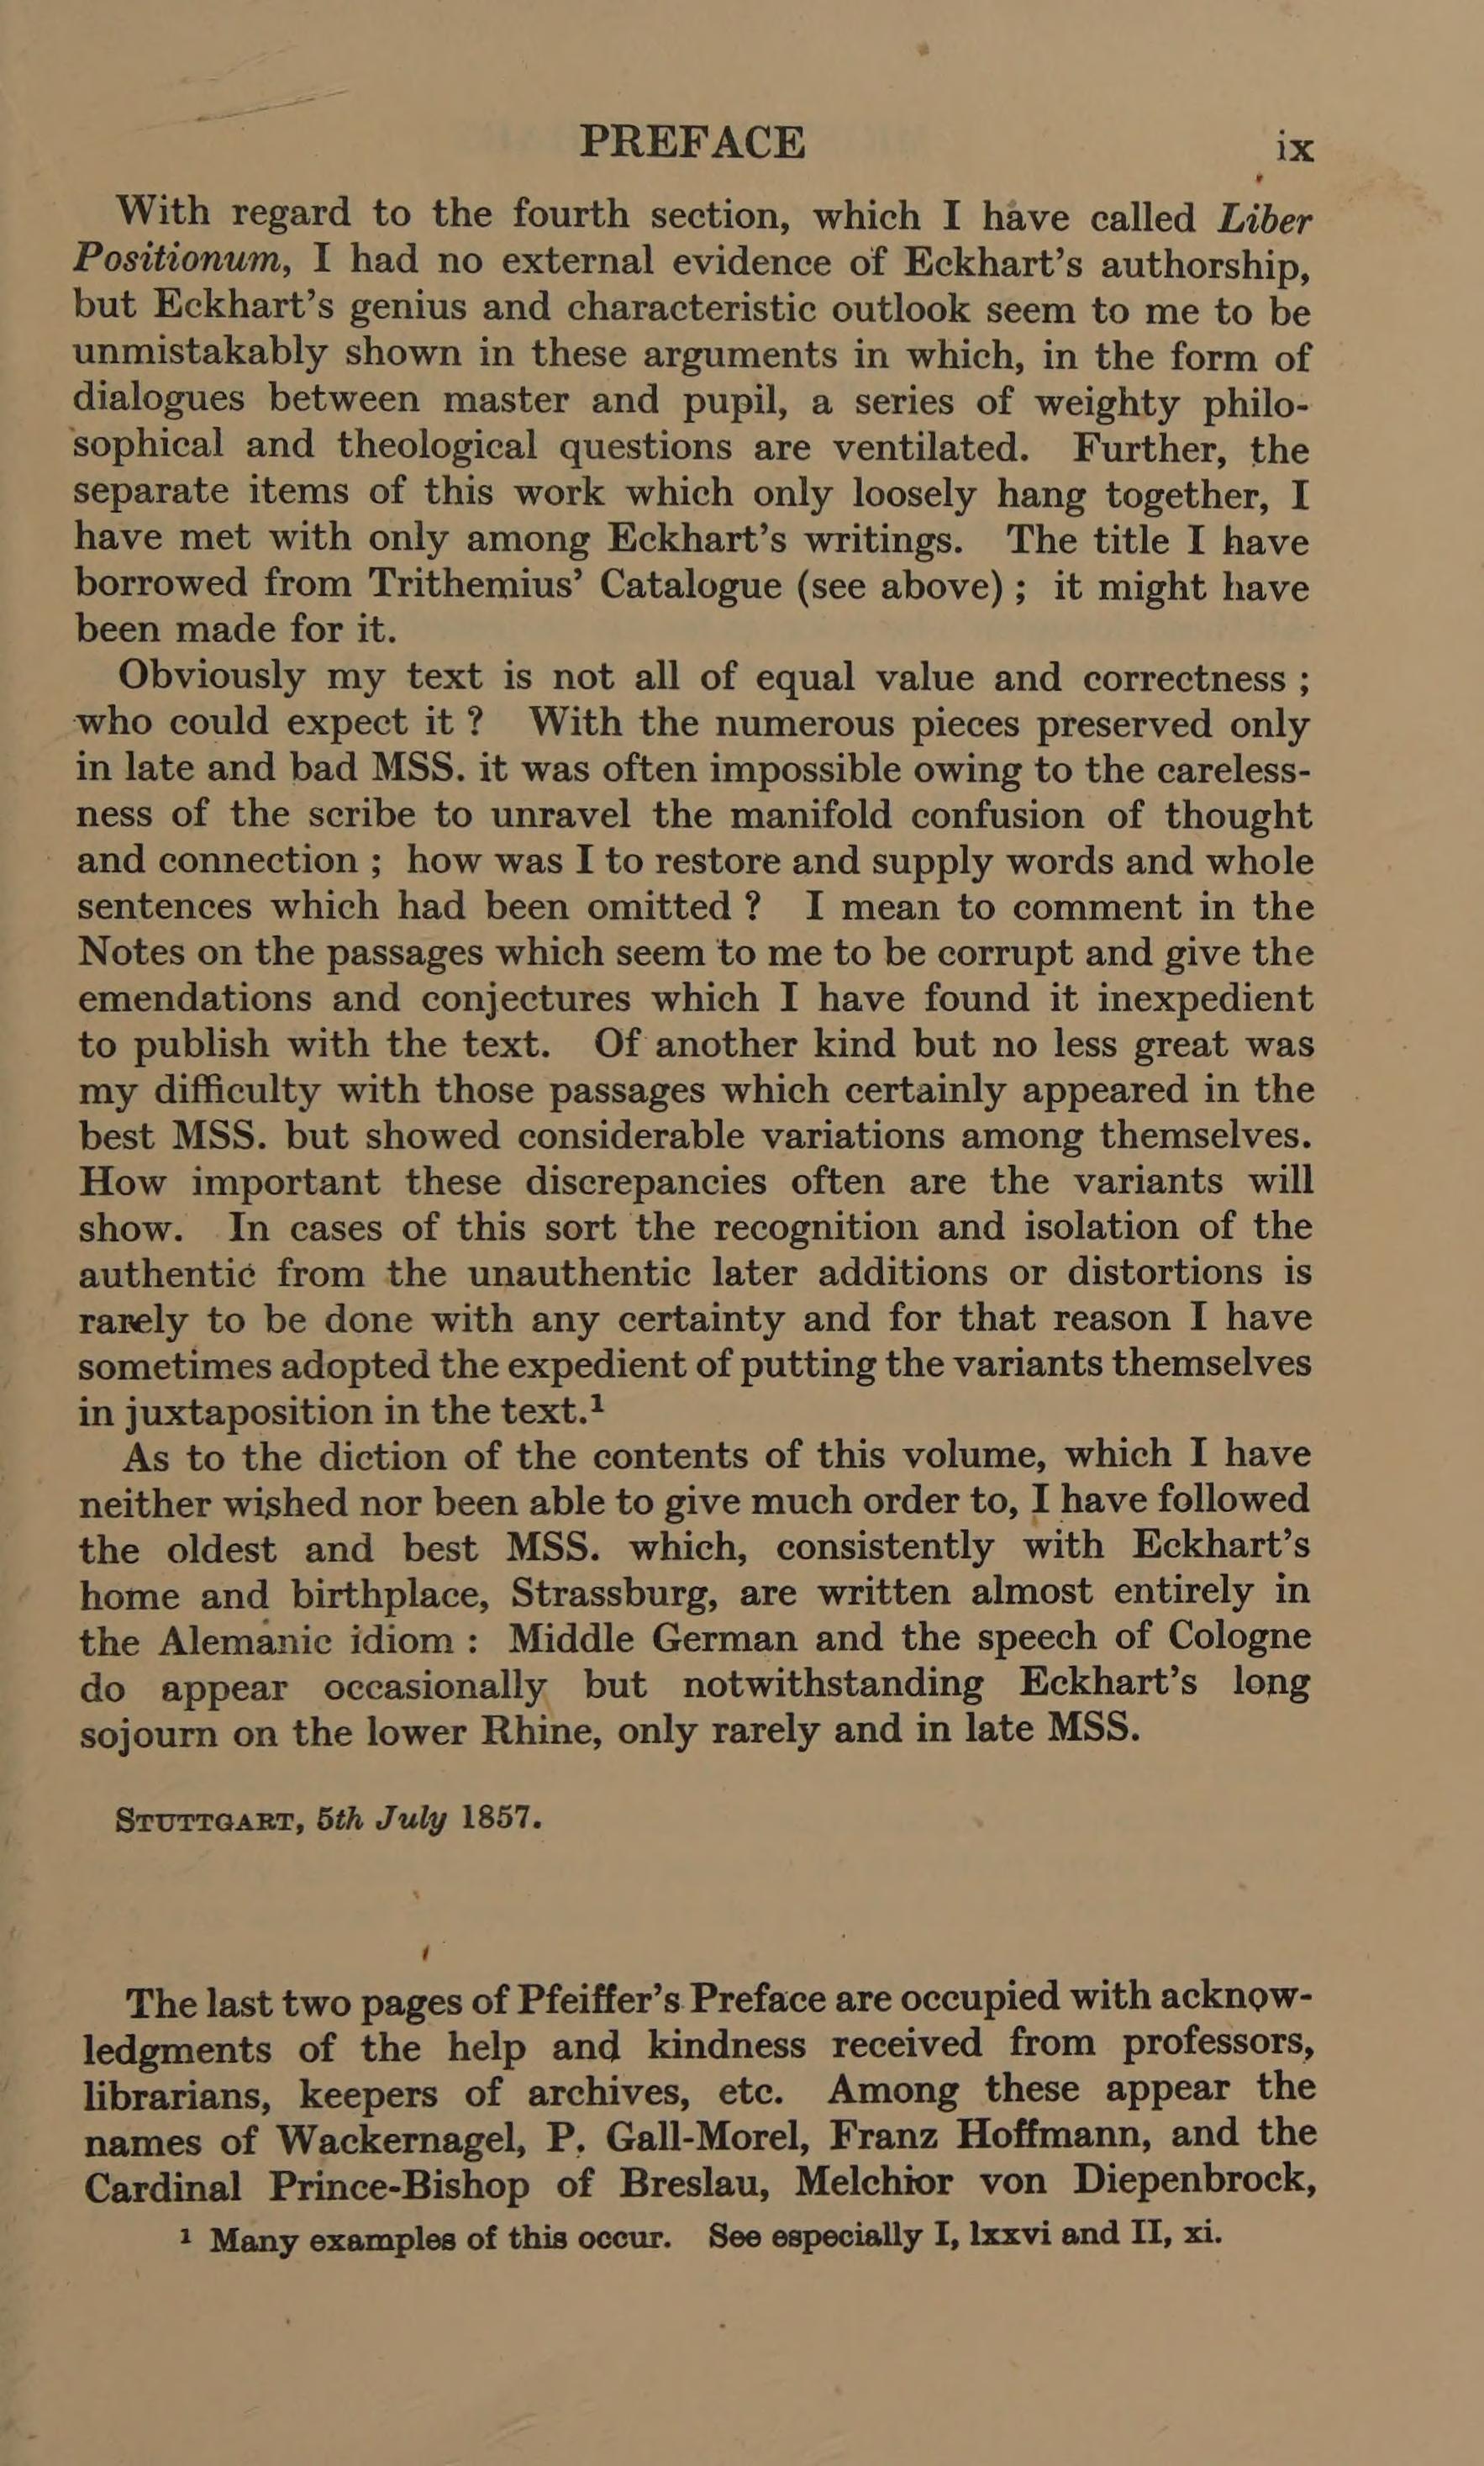 PREFACE ix
With regard to the fourth section, which I have called Liber
Positionum, I had no external evidence of Eckhart's authorship,
but Eckhart's genius and characteristic outlook seem to me to be
unmistakably shown in these arguments in which, in the form of
dialogues between master and pupil, a series of weighty philo-
sophical and theological questions are ventilated. Further, the
separate items of this work which only loosely hang together, I
have met with only among Eckhart's writings. The title I have
borrowed from Trithemius' Catalogue (see above) ; it might have
been made for it.
Obviously my text is not all of equal value and correctness ;
who could expect it ? With the numerous pieces preserved only
in late and bad MSS. it was often impossible owing to the careless-
ness of the scribe to unravel the manifold confusion of thought
and connection ; how was I to restore and supply words and whole
sentences which had been omitted ? I mean to comment in the
Notes on the passages which seem to me to be corrupt and give the
emendations and conjectures which I have found it inexpedient
to publish with the text. Of another kind but no less great was
my difficulty with those passages which certainly appeared in the
best MSS. but showed considerable variations among themselves.
How important these discrepancies often are the variants will
show. In cases of this sort the recognition and isolation of the
authentic from the unauthentic later additions or distortions is
rarely to be done with any certainty and for that reason I have
sometimes adopted the expedient of putting the variants themselves
in juxtaposition in the text.¹
As to the diction of the contents of this volume, which I have
neither wished nor been able to give much order to, I have followed
the oldest and best MSS. which, consistently with Eckhart's
home and birthplace, Strassburg, are written almost entirely in
the Alemanic idiom : Middle German and the speech of Cologne
do appear occasionally but notwithstanding Eckhart's long
sojourn on the lower Rhine, only rarely and in late MSS.
STUTTGART, 5th July 1857.
The last two pages of Pfeiffer's Preface are occupied with acknow-
ledgments of the help and kindness received from professors,
librarians, keepers of archives, etc. Among these appear the
names of Wackernagel, P. Gall-Morel, Franz Hoffmann, and the
Cardinal Prince-Bishop of Breslau, Melchior von Diepenbrock,
¹ Many examples of this occur. See especially I, lxxvi and II, xi.